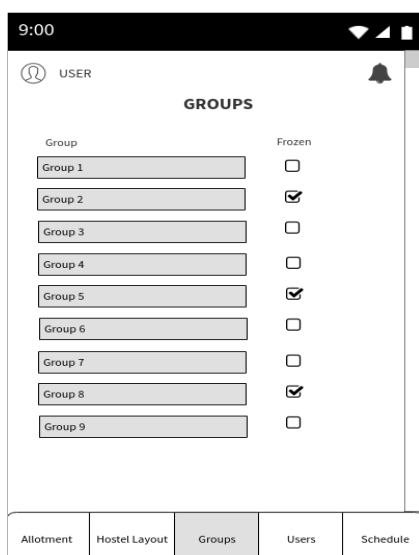 9:00
USER
GROUPS
Group Frozen
Group 1
Group 2
Group 3
Group 4
Group 5
Group 6
Group 7
Group 8
Group 9
Allotment Hostel Layout Groups Users Schedule